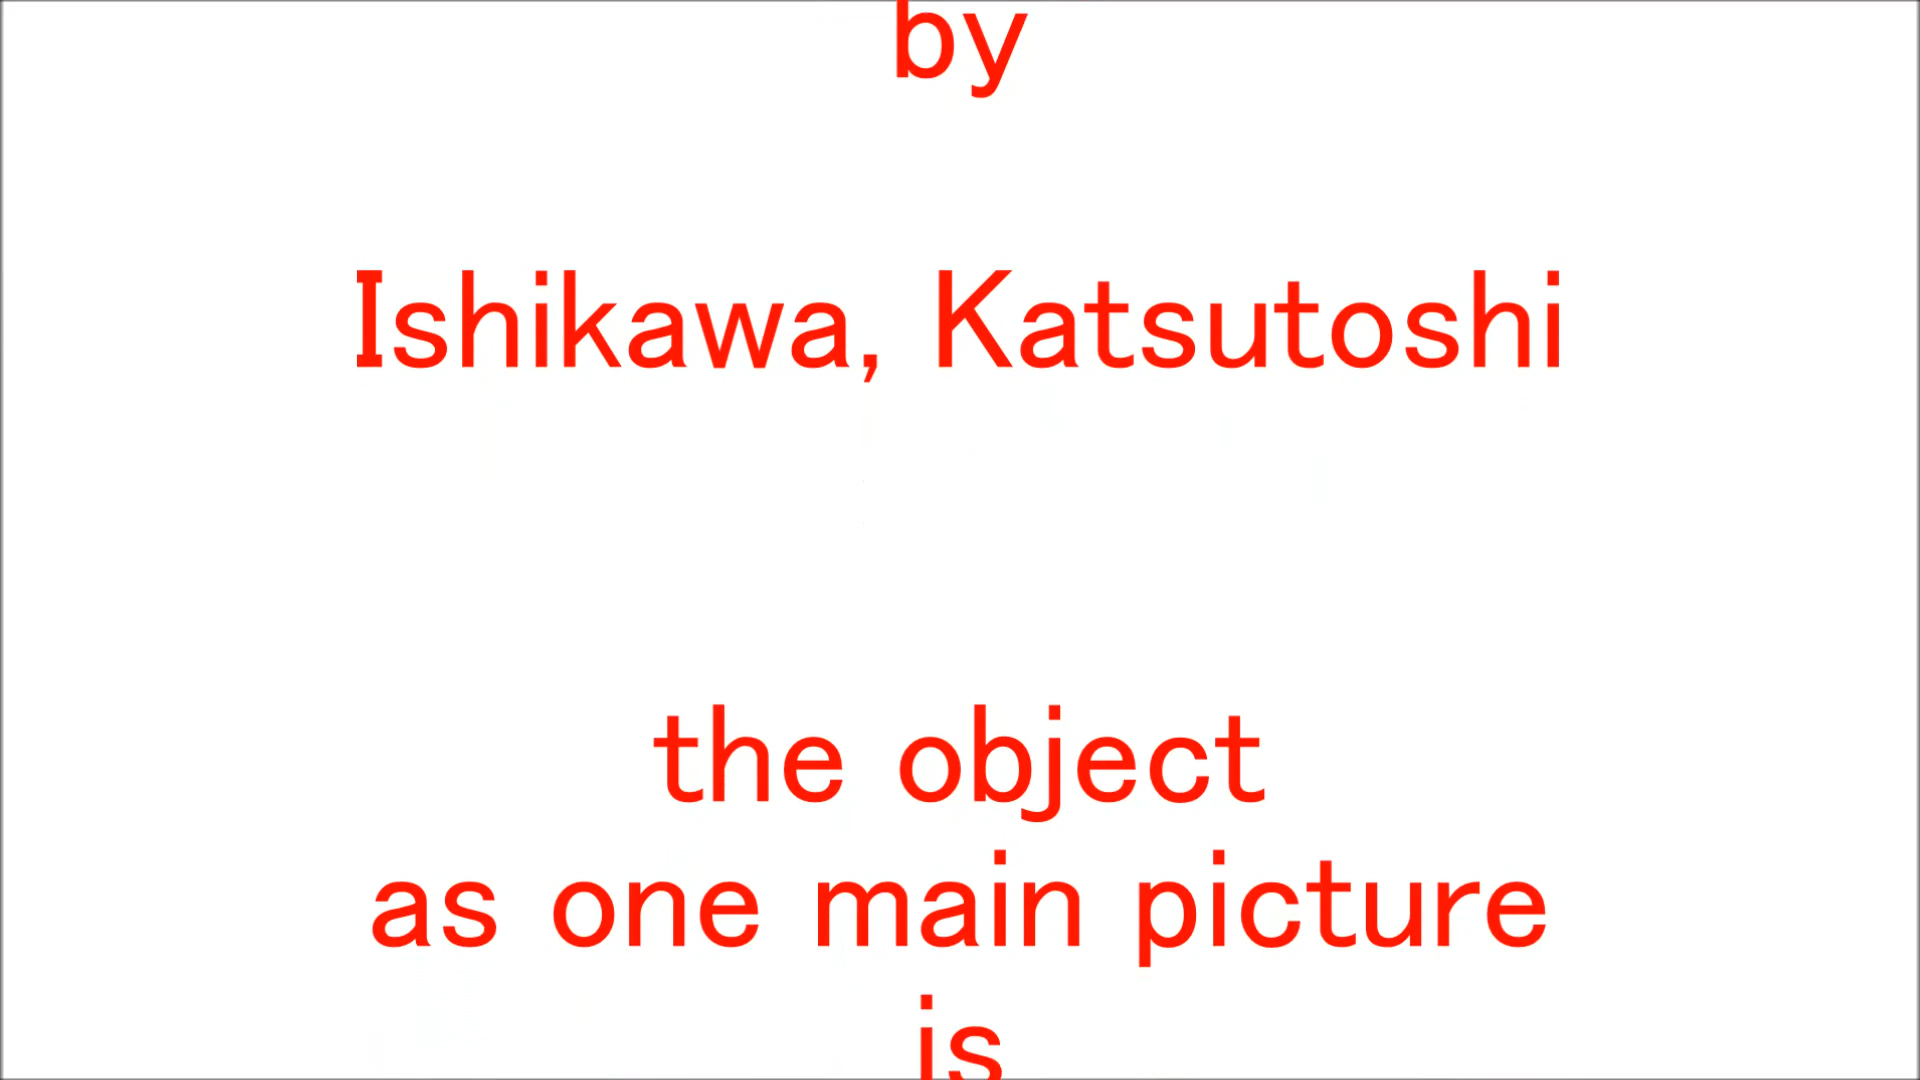 by
Ishikawa, Katsutoshi
the object
as one main picture
is